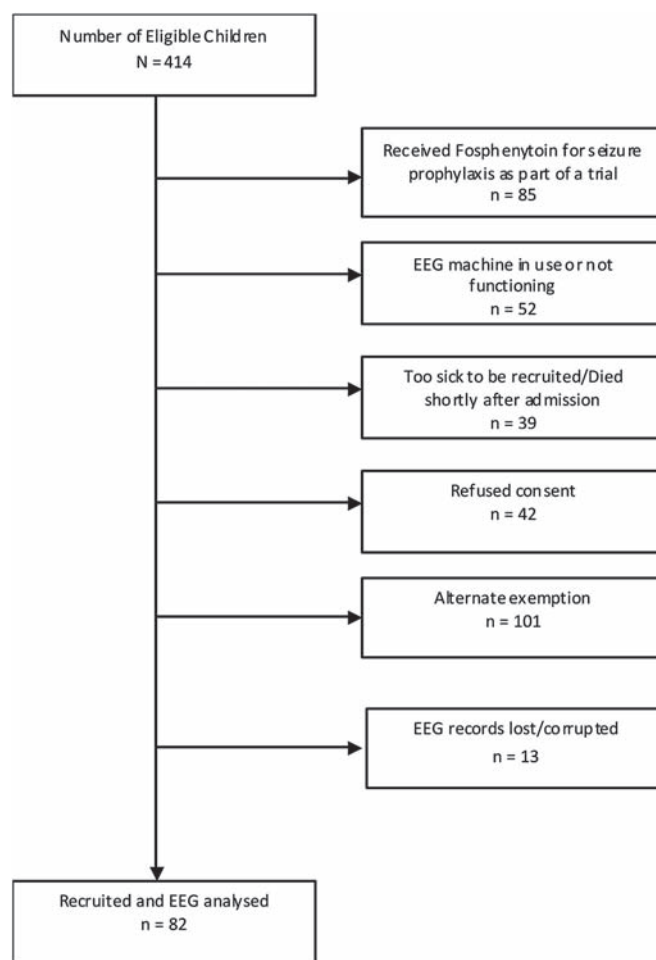 Number of Eligible Children
N = 414
Received Fosphenytoin for seizure
prophylaxis as part of a trial
n = 85
EEG machine in use or not
functioning
n = 52
Too sick to be recruited/Died
shortly after admission
n = 39
Refused consent
n = 42
Alternate exemption
n = 101
EEG records lost/corrupted
n = 13
Recruited and EEG analysed
n = 82